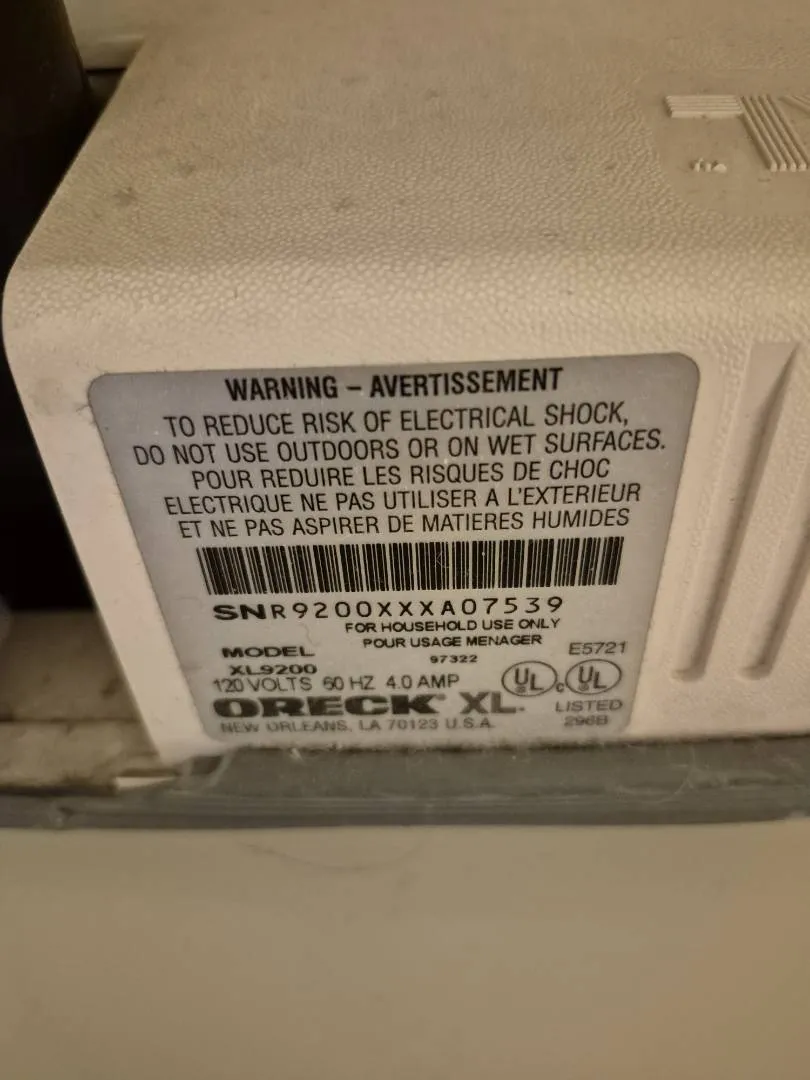 WARNING – AVERTISSEMENT
TO REDUCE RISK OF ELECTRICAL SHOCK,
DO NOT USE OUTDOORS OR ON WET SURFACES.
POUR REDUIRE LES RISQUES DE CHOC
ELECTRIQUE NE PAS UTILISER A L'EXTERIEUR
ET NE PAS ASPIRER DE MATIERES HUMIDES
SNR9200XXXA07539
FOR HOUSEHOLD USE ONLY
POUR USAGE MENAGER
E5721
MODEL
97322
XL9200
120 VOLTS 60 HZ 4.0 AMP
UL ®
c UL ®
ORECK® XL.
LISTED
NEW ORLEANS, LA 70123 U.S.A.
296B